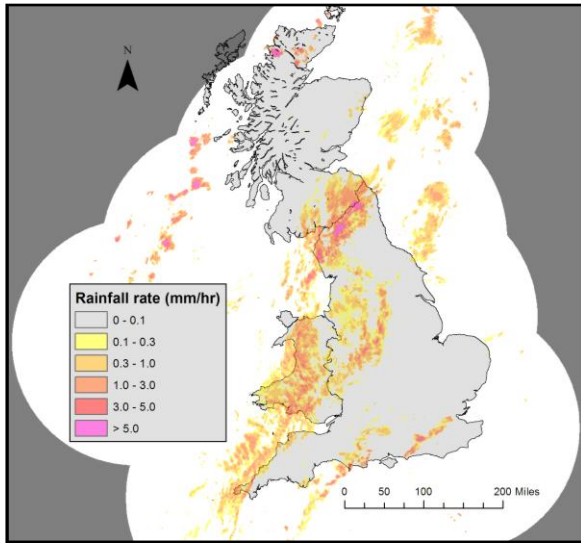 N
Rainfall rate (mm/hr)
0 - 0.1
0.1 - 0.3
0.3 - 1.0
1.0 - 3.0
3.0 - 5.0
> 5.0
0 50 100 200 Miles